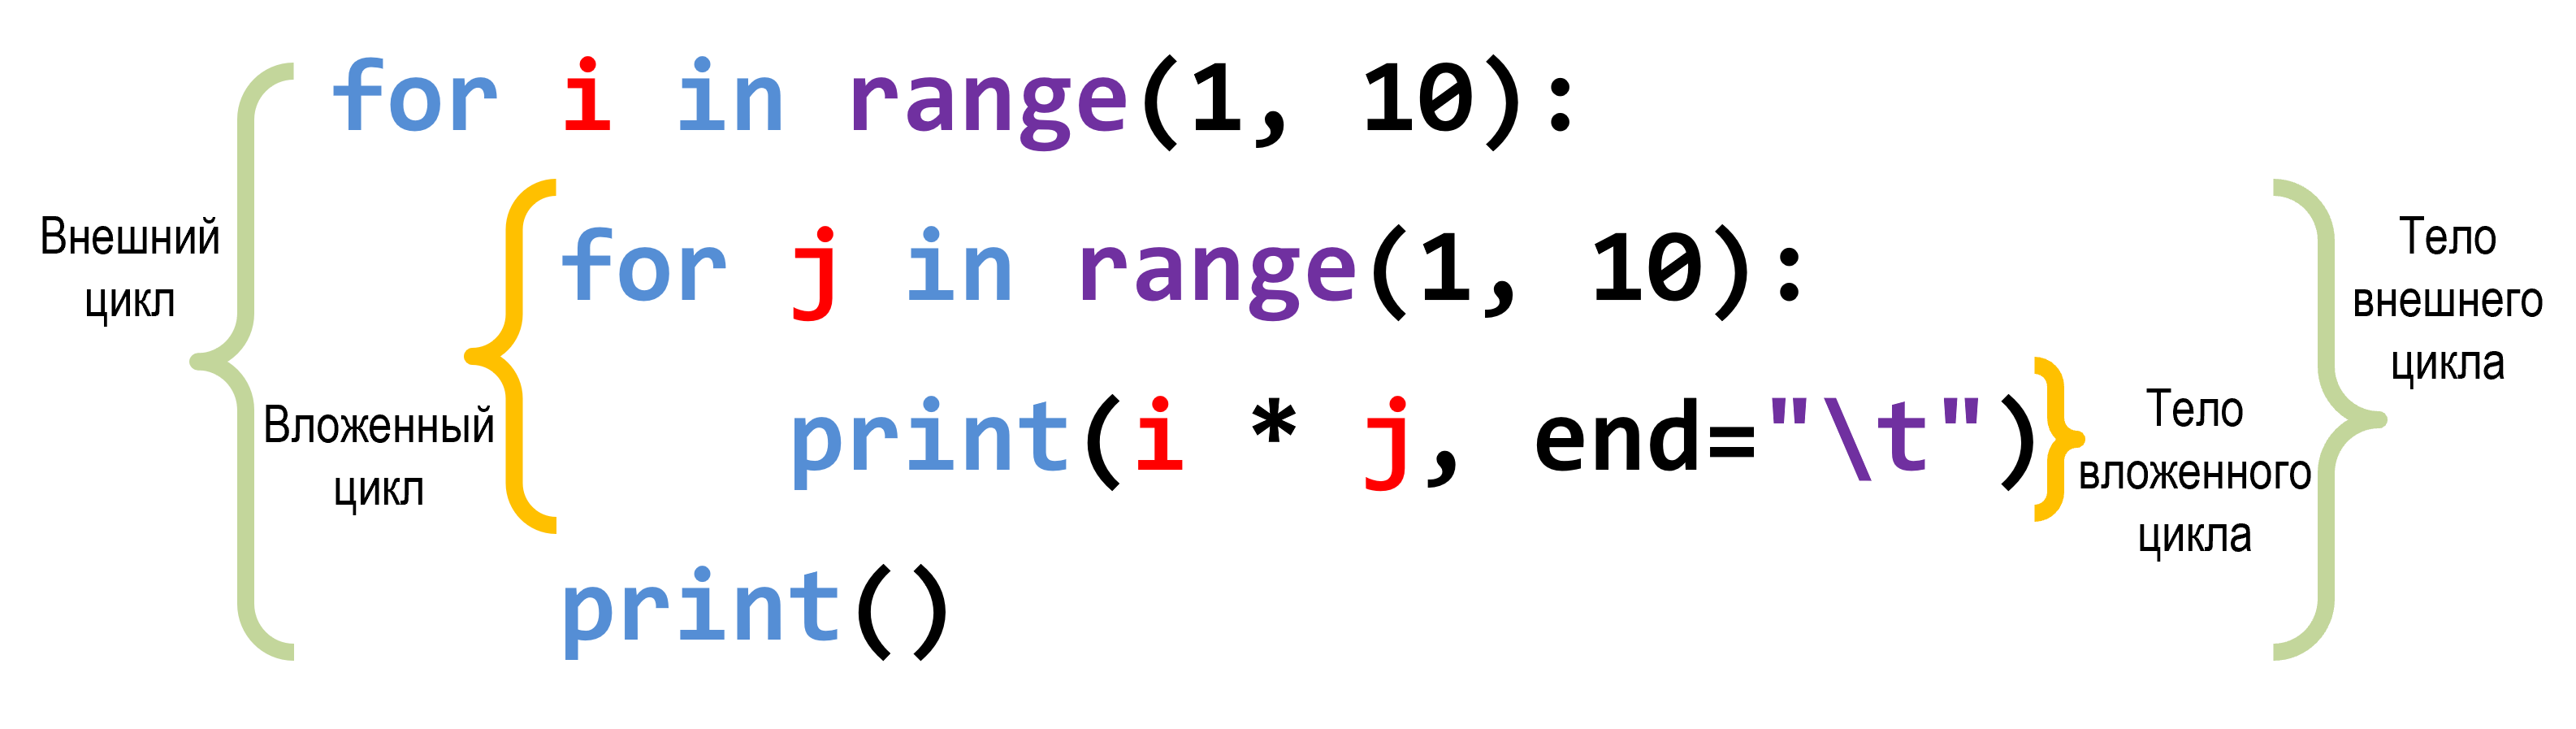 for i in range(1, 10):
Внешний
цикл
for j in range(1, 10):
Вложенный
цикл
print(i * j, end="\t")
Тело
вложенного
цикла
Тело
внешнего
цикла
print()